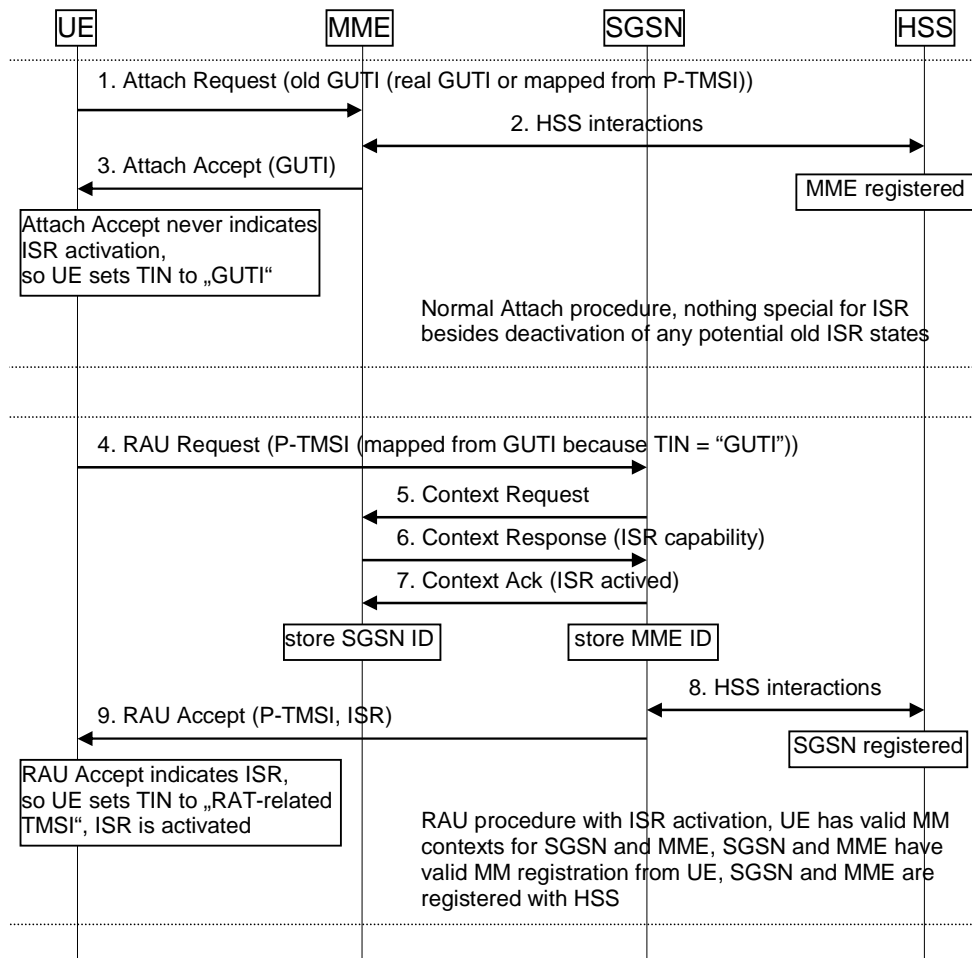 UE MME SGSN HSS
1. Attach Request (old GUTI (real GUTI or mapped from P-TMSI))
2. HSS interactions
3. Attach Accept (GUTI)
MME registered
Attach Accept never indicates
ISR activation,
so UE sets TIN to „GUTI“
Normal Attach procedure, nothing special for ISR
besides deactivation of any potential old ISR states
4. RAU Request (P-TMSI (mapped from GUTI because TIN = “GUTI”))
5. Context Request
6. Context Response (ISR capability)
7. Context Ack (ISR actived)
store SGSN ID store MME ID
8. HSS interactions
9. RAU Accept (P-TMSI, ISR)
SGSN registered
RAU Accept indicates ISR,
so UE sets TIN to „RAT-related
TMSI“, ISR is activated
RAU procedure with ISR activation, UE has valid MM
contexts for SGSN and MME, SGSN and MME have
valid MM registration from UE, SGSN and MME are
registered with HSS